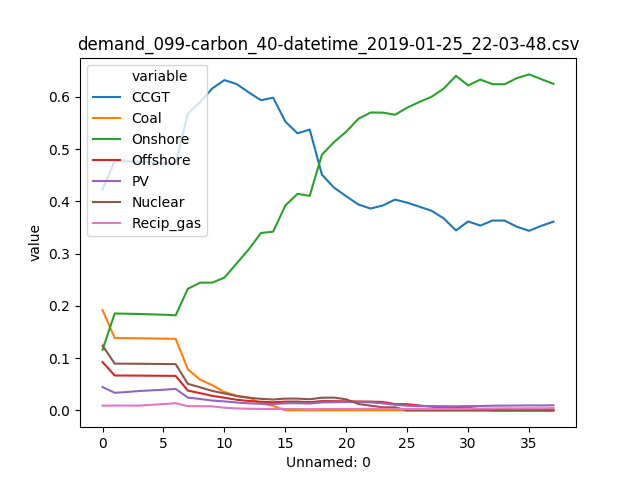 demand_099-carbon_40-datetime_2019-01-25_22-03-48.csv
variable
CCGT
Coal
Onshore
Offshore
PV
Nuclear
Recip_gas
value
0.6
0.5
0.4
0.3
0.2
0.1
0.0
0 5 10 15 20 25 30 35
Unnamed: 0